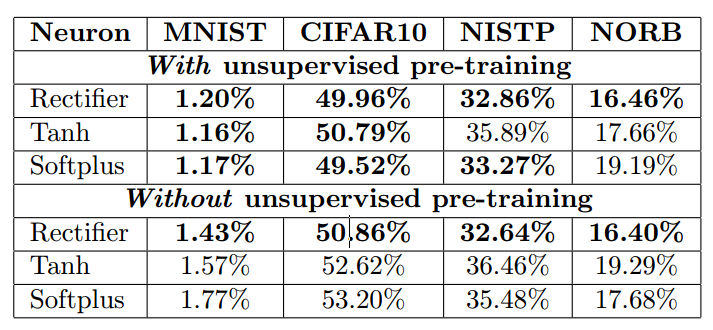 Neuron MNIST CIFAR10 NISTP NORB
With unsupervised pre-training
Rectifier 1.20% 49.96% 32.86% 16.46%
Tanh 1.16% 50.79% 35.89% 17.66%
Softplus 1.17% 49.52% 33.27% 19.19%
Without unsupervised pre-training
Rectifier 1.43% 50.86% 32.64% 16.40%
Tanh 1.57% 52.62% 36.46% 19.29%
Softplus 1.77% 53.20% 35.48% 17.68%